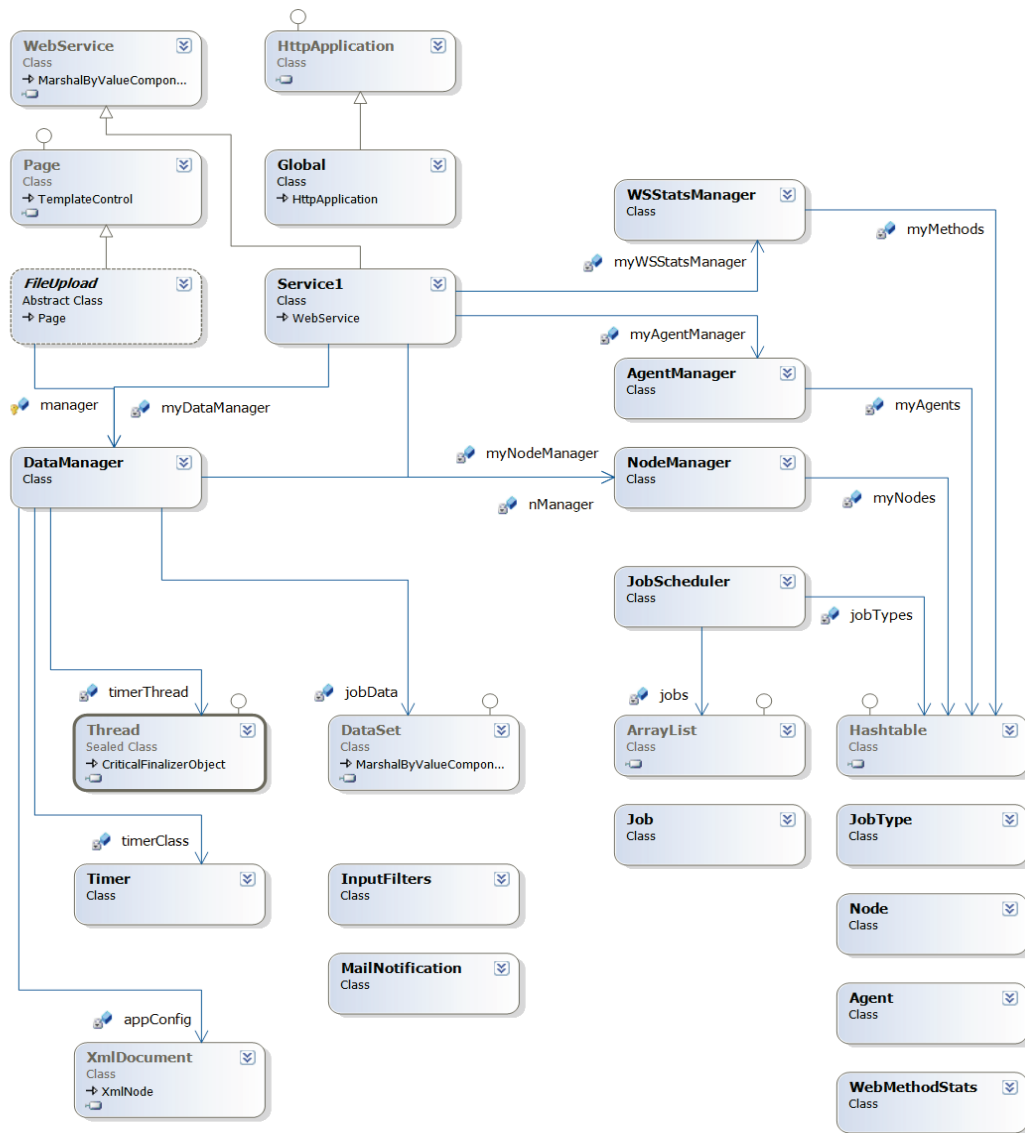 WebService
Class
MarshalByValueCompon...
HttpApplication
Class
Page
Class
TemplateControl
Global
Class
HttpApplication
WSStatsManager
Class
myMethods
myWSStatsManager
FileUpload
Abstract Class
Page
Service1
Class
WebService
myAgentManager
AgentManager
Class
myAgents
manager
myDataManager
DataManager
Class
myNodeManager
nManager
NodeManager
Class
myNodes
JobScheduler
Class
jobTypes
jobs
timerThread
jobData
Thread
Sealed Class
CriticalFinalizerObject
DataSet
Class
MarshalByValueCompon...
ArrayList
Class
Hashtable
Class
Job
Class
JobType
Class
timerClass
Timer
Class
InputFilters
Class
Node
Class
MailNotification
Class
Agent
Class
appConfig
XmlDocument
Class
XmlNode
WebMethodStats
Class